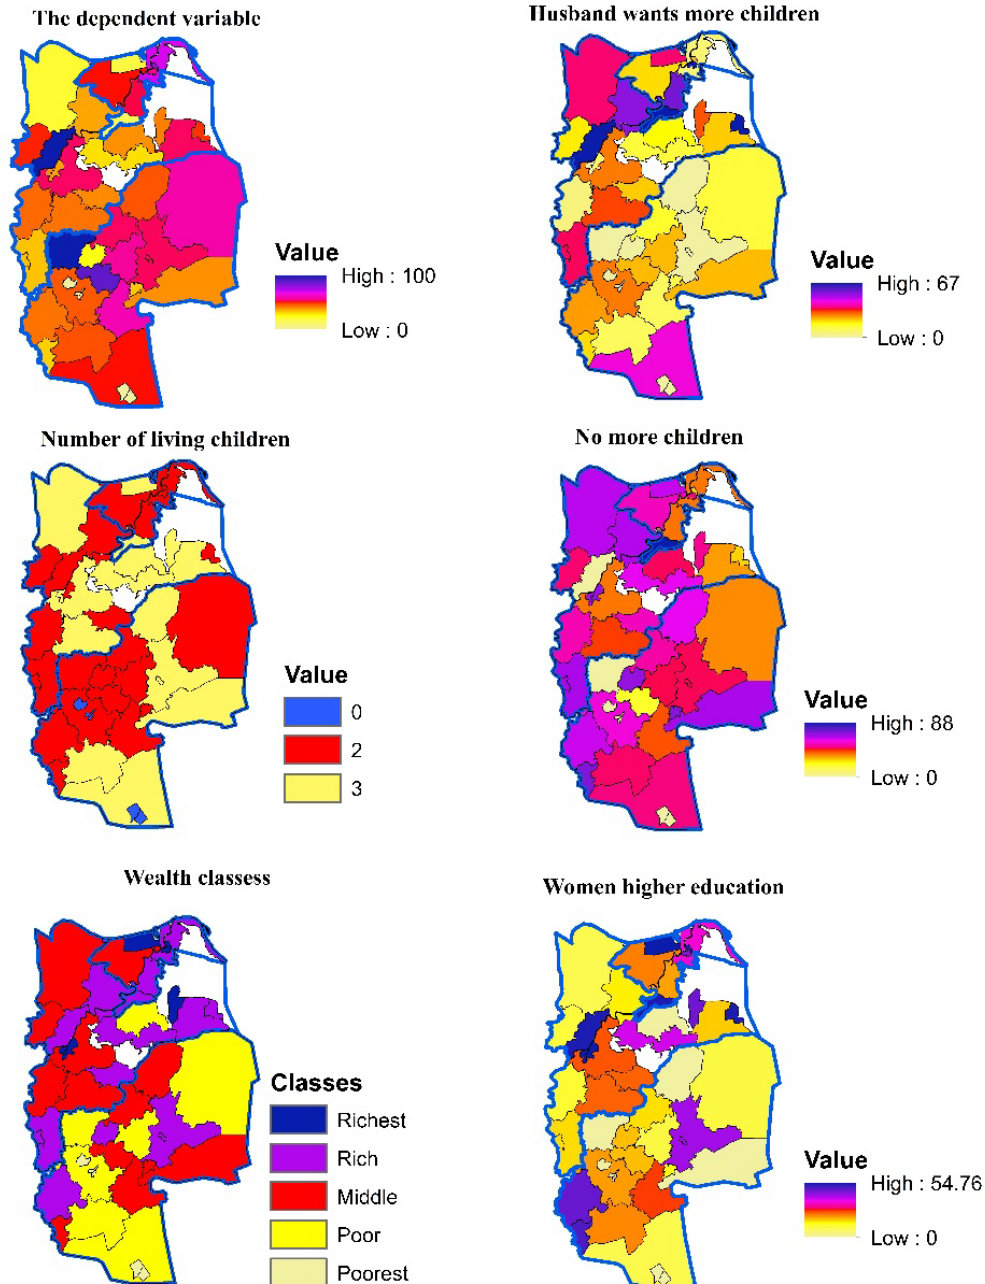 The dependent variable
Husband wants more children
Value
High : 100
Low : 0
Value
High : 67
Low : 0
Number of living children
No more children
Value
0
2
3
Value
High : 88
Low : 0
Wealth classess
Women higher education
Classes
Richest
Rich
Middle
Poor
Poorest
Value
High : 54.76
Low : 0